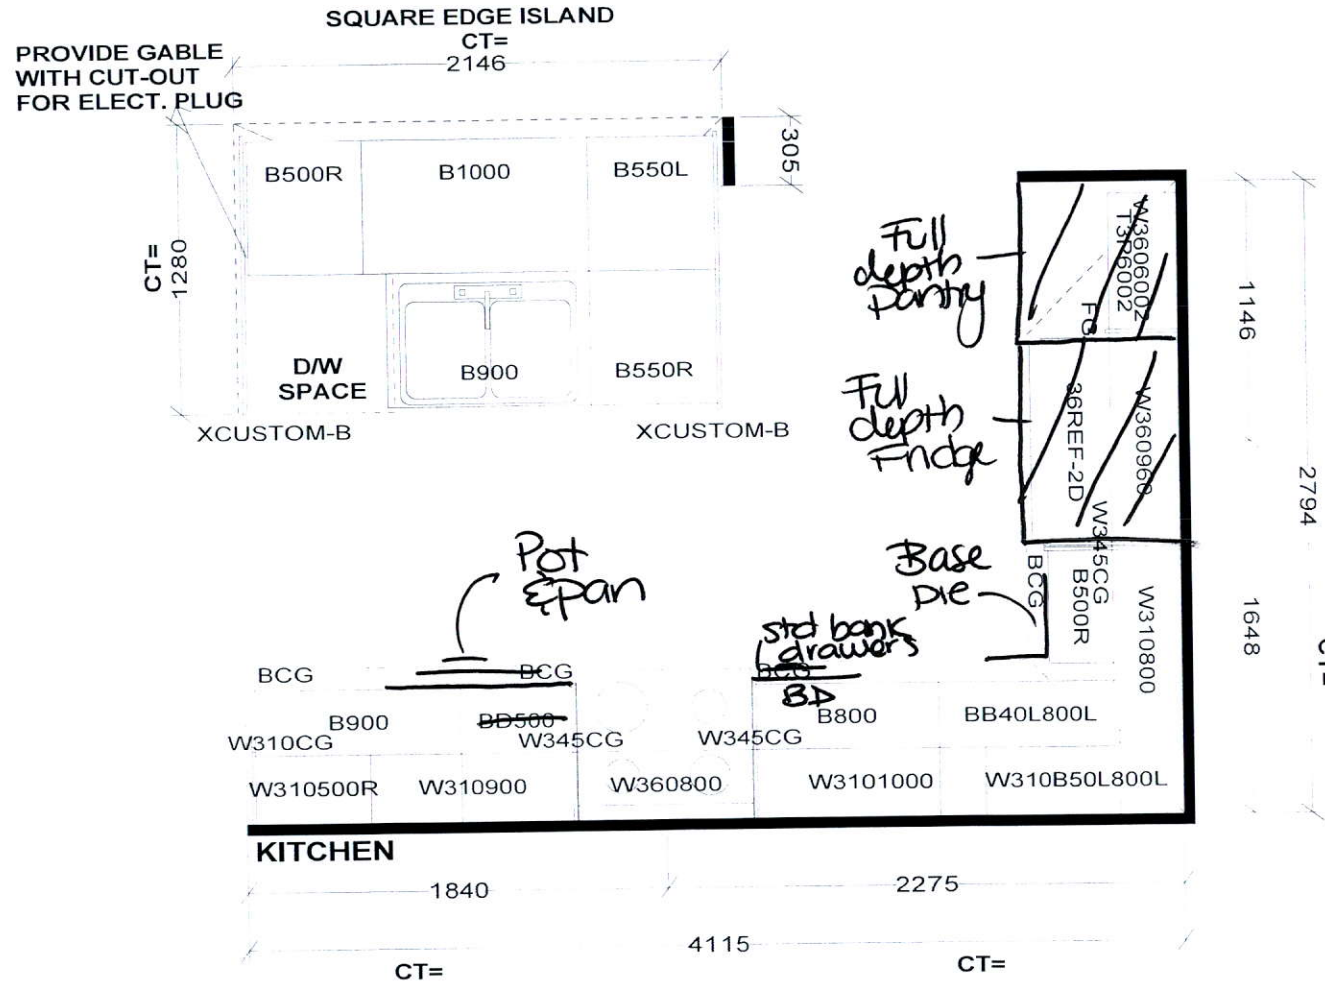 SQUARE EDGE ISLAND
CT=
2146
PROVIDE GABLE
WITH CUT-OUT
FOR ELECT. PLUG
305
B500R
B1000
B550L
CT=
1280
D/W
SPACE
B900
B550R
XCUSTOM-B
XCUSTOM-B
Full
depth
Pantry
W3606002
T3R6002
FG
1146
2794
Full
depth
Fridge
36REF-2D
W360960
Pot
& pan
Base
pie
BCG
W345CG
B500R
W310800
1648
std bank
drawers
BCG
BCG
BCG
BD
B900
BD500
B800
BB40L800L
W310CG
W345CG
W345CG
W310500R
W310900
W360800
W3101000
W310B50L800L
KITCHEN
1840
2275
4115
CT=
CT=